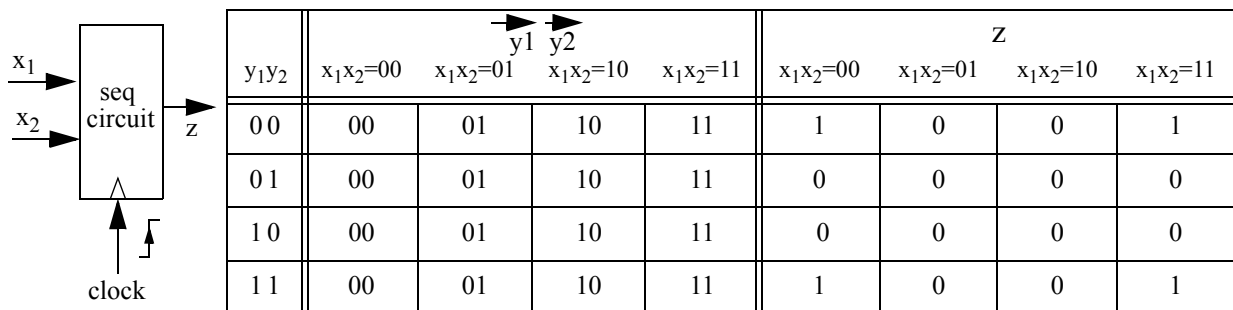 x1
x2
seq
circuit
z
clock
y1 y2
z
y1y2 x1x2=00 x1x2=01 x1x2=10 x1x2=11 x1x2=00 x1x2=01 x1x2=10 x1x2=11
0 0 00 01 10 11 1 0 0 1
0 1 00 01 10 11 0 0 0 0
1 0 00 01 10 11 0 0 0 0
1 1 00 01 10 11 1 0 0 1